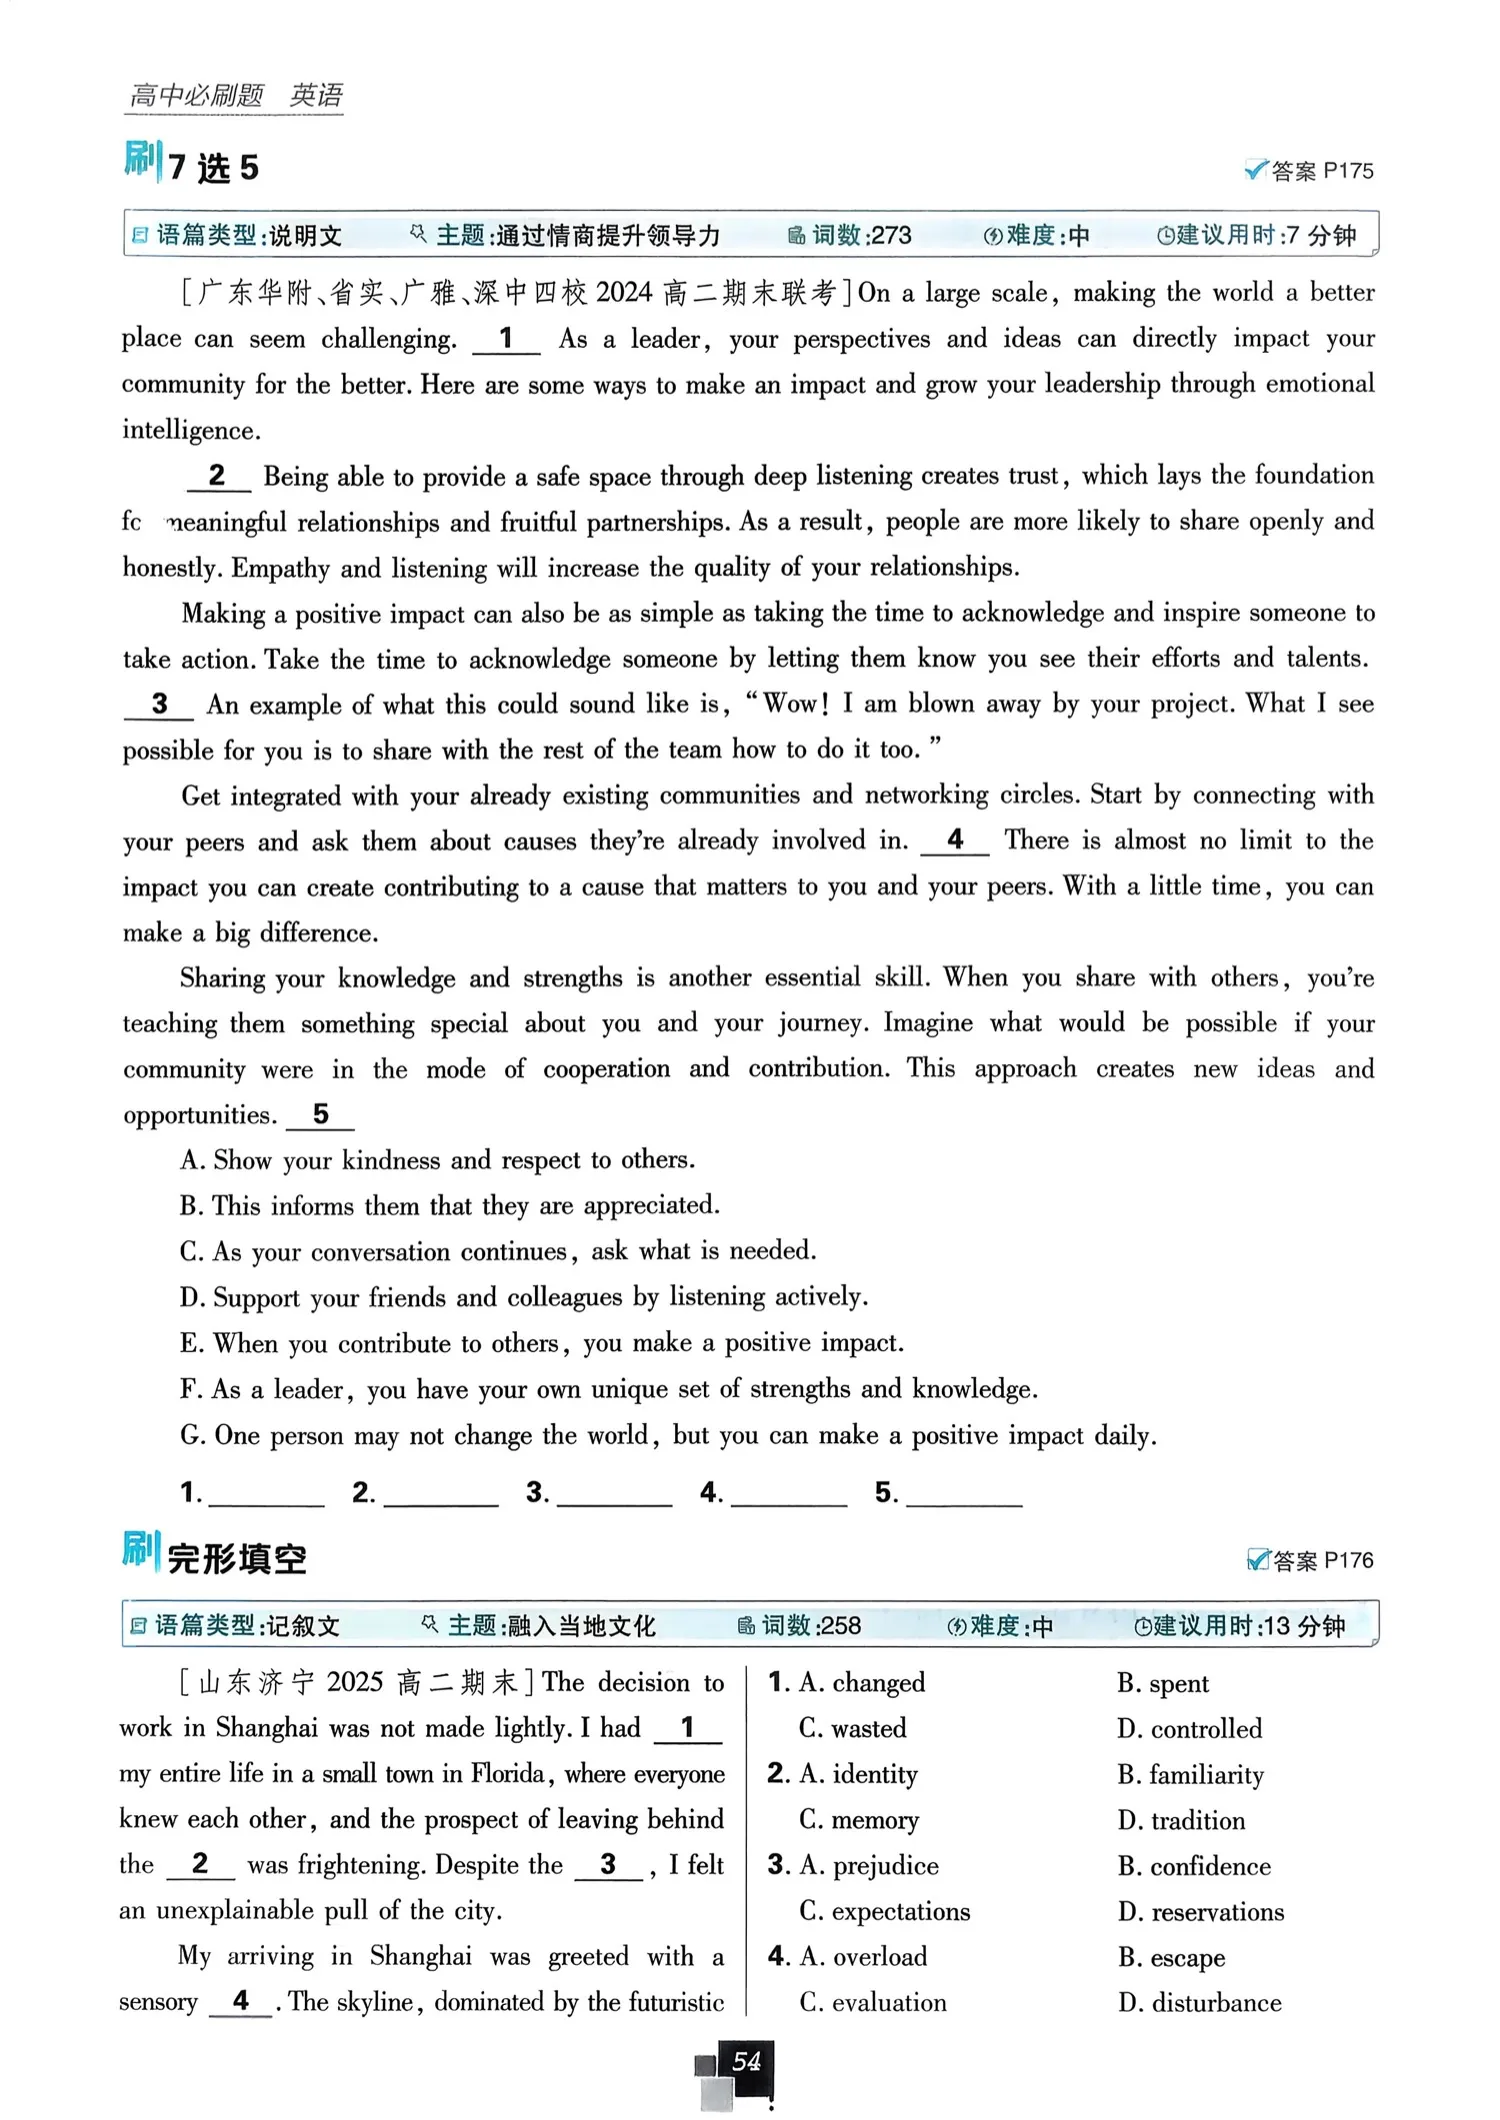 高中必刷题 英语
刷 7 选 5
答案 P175
语篇类型:说明文 主题:通过情商提升领导力 词数:273 难度:中 建议用时:7 分钟
[广东华附、省实、广雅、深中四校 2024 高二期末联考]On a large scale, making the world a better
place can seem challenging. 1 As a leader, your perspectives and ideas can directly impact your
community for the better. Here are some ways to make an impact and grow your leadership through emotional
intelligence.
2 Being able to provide a safe space through deep listening creates trust, which lays the foundation
meaningful relationships and fruitful partnerships. As a result, people are more likely to share openly and
honestly. Empathy and listening will increase the quality of your relationships.
Making a positive impact can also be as simple as taking the time to acknowledge and inspire someone to
take action. Take the time to acknowledge someone by letting them know you see their efforts and talents.
3 An example of what this could sound like is, “Wow! I am blown away by your project. What I see
possible for you is to share with the rest of the team how to do it too.”
Get integrated with your already existing communities and networking circles. Start by connecting with
your peers and ask them about causes they’re already involved in. 4 There is almost no limit to the
impact you can create contributing to a cause that matters to you and your peers. With a little time, you can
make a big difference.
Sharing your knowledge and strengths is another essential skill. When you share with others, you’re
teaching them something special about you and your journey. Imagine what would be possible if your
community were in the mode of cooperation and contribution. This approach creates new ideas and
opportunities. 5
A. Show your kindness and respect to others.
B. This informs them that they are appreciated.
C. As your conversation continues, ask what is needed.
D. Support your friends and colleagues by listening actively.
E. When you contribute to others, you make a positive impact.
F. As a leader, you have your own unique set of strengths and knowledge.
G. One person may not change the world, but you can make a positive impact daily.
1. 2. 3. 4. 5.
刷 完形填空
答案 P176
语篇类型:记叙文 主题:融入当地文化 词数:258 难度:中 建议用时:13 分钟
[山东济宁 2025 高二期末]The decision to
work in Shanghai was not made lightly. I had 1
my entire life in a small town in Florida, where everyone
knew each other, and the prospect of leaving behind
the 2 was frightening. Despite the 3 , I felt
an unexplainable pull of the city.
My arriving in Shanghai was greeted with a
sensory 4 . The skyline, dominated by the futuristic
1. A. changed B. spent
C. wasted D. controlled
2. A. identity B. familiarity
C. memory D. tradition
3. A. prejudice B. confidence
C. expectations D. reservations
4. A. overload B. escape
C. evaluation D. disturbance
54